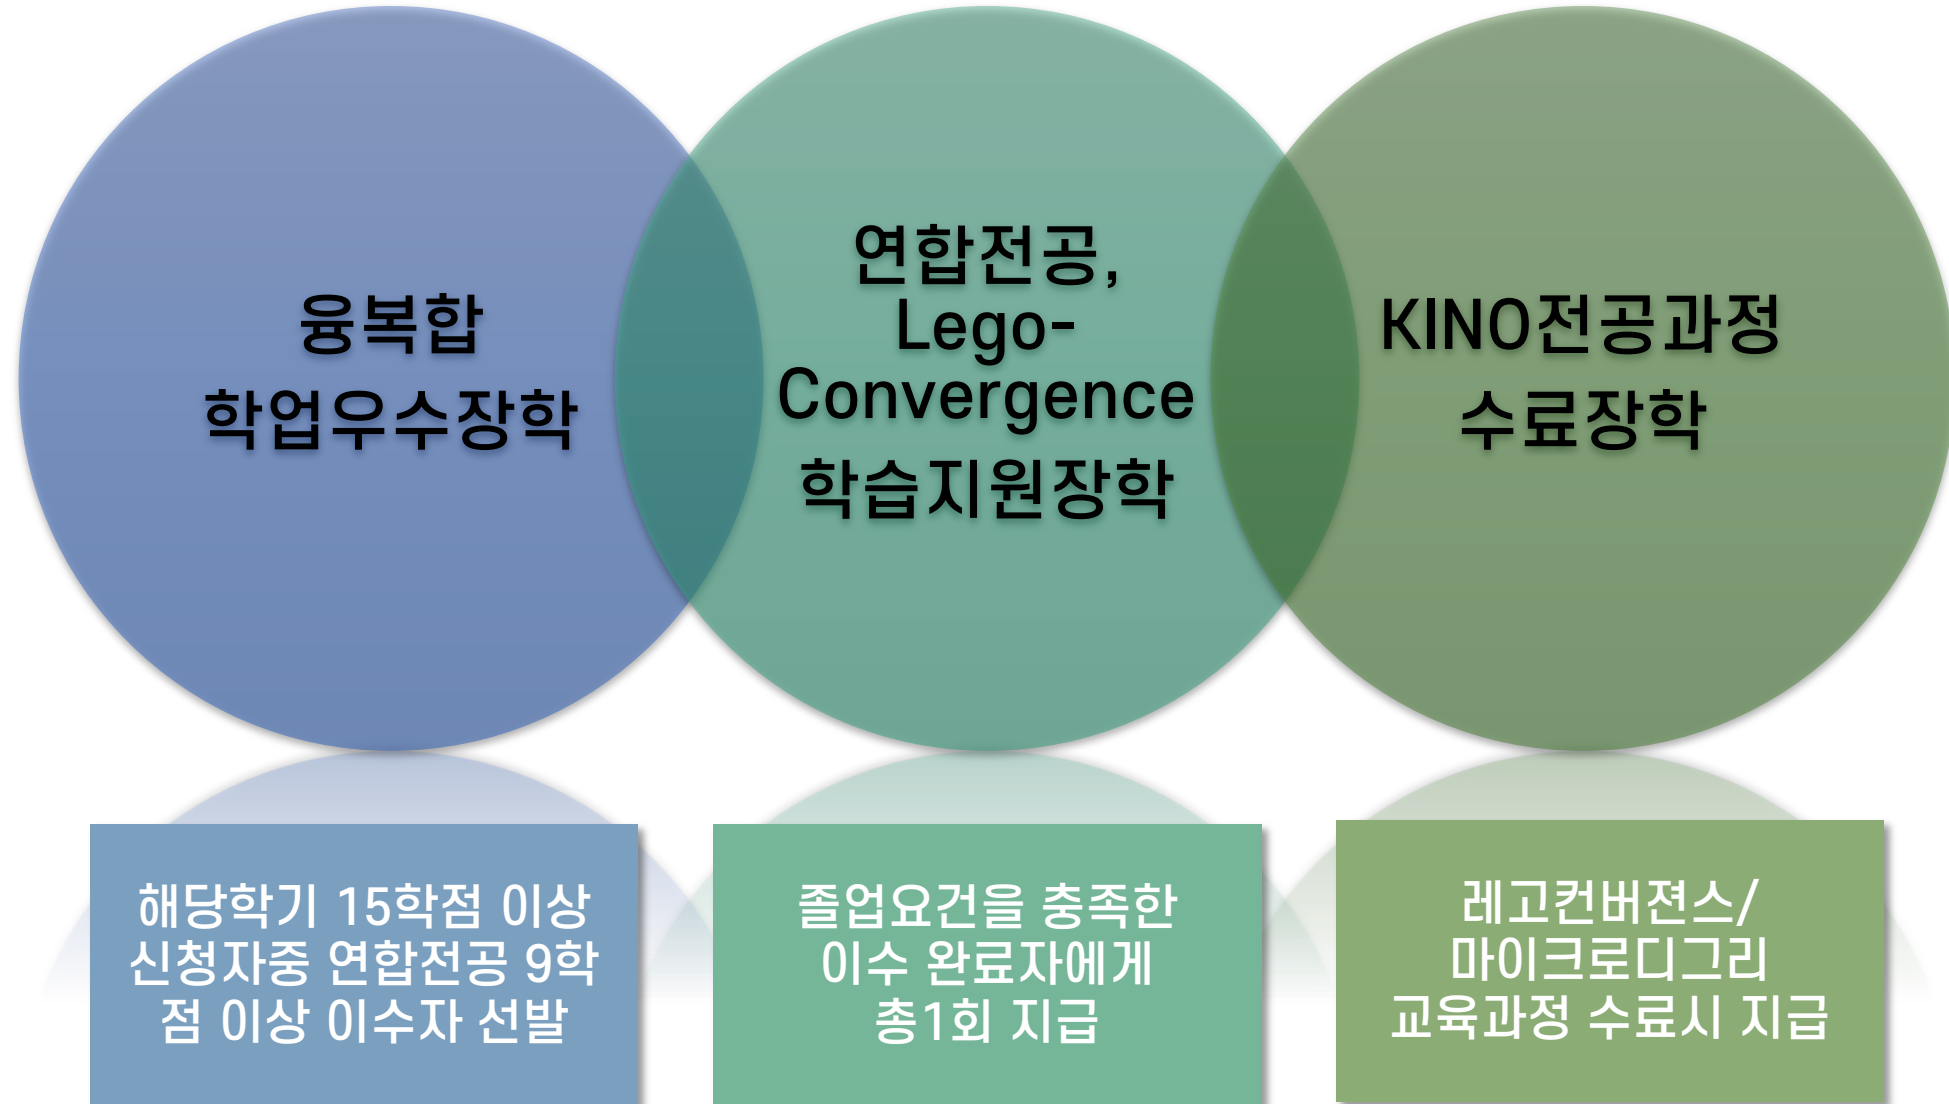 융복합
학업우수장학
연합전공,
Lego-
Convergence
학습지원장학
KINO전공과정
수료장학
해당학기 15학점 이상
신청자중 연합전공 9학
점 이상 이수자 선발
졸업요건을 충족한
이수 완료자에게
총1회 지급
레고컨버젼스/
마이크로디그리
교육과정 수료시 지급